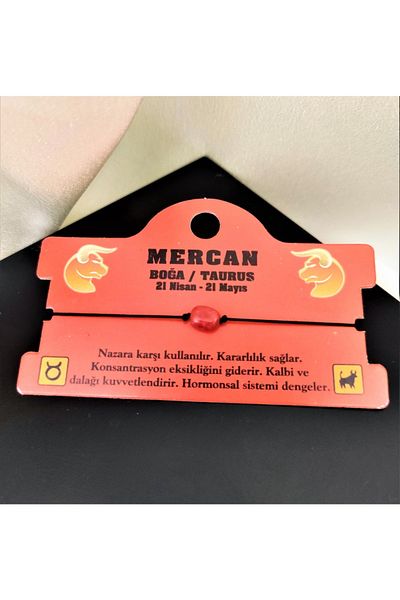 MERCAN
BOĞA / TAURUS
21 Nisan - 21 Mayıs
Nazara karşı kullanılır. Kararlılık sağlar.
Konsantrasyon eksikliğini giderir. Kalbi ve
dalağı kuvvetlendirir. Hormonsal sistemi dengeler.